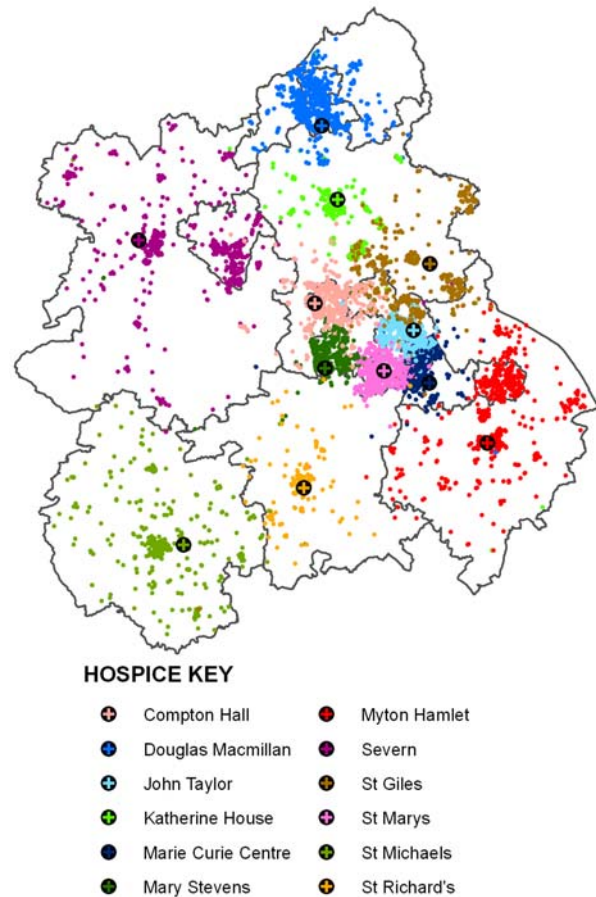 HOSPICE KEY
Compton Hall
Douglas Macmillan
John Taylor
Katherine House
Marie Curie Centre
Mary Stevens
Myton Hamlet
Severn
St Giles
St Marys
St Michaels
St Richard's